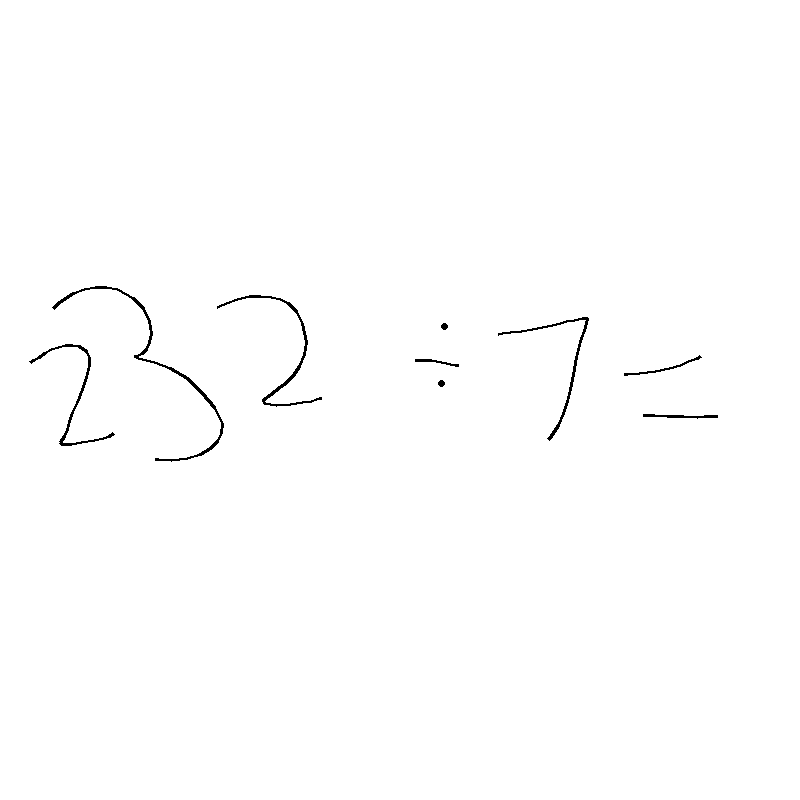 232 ÷ 7 =